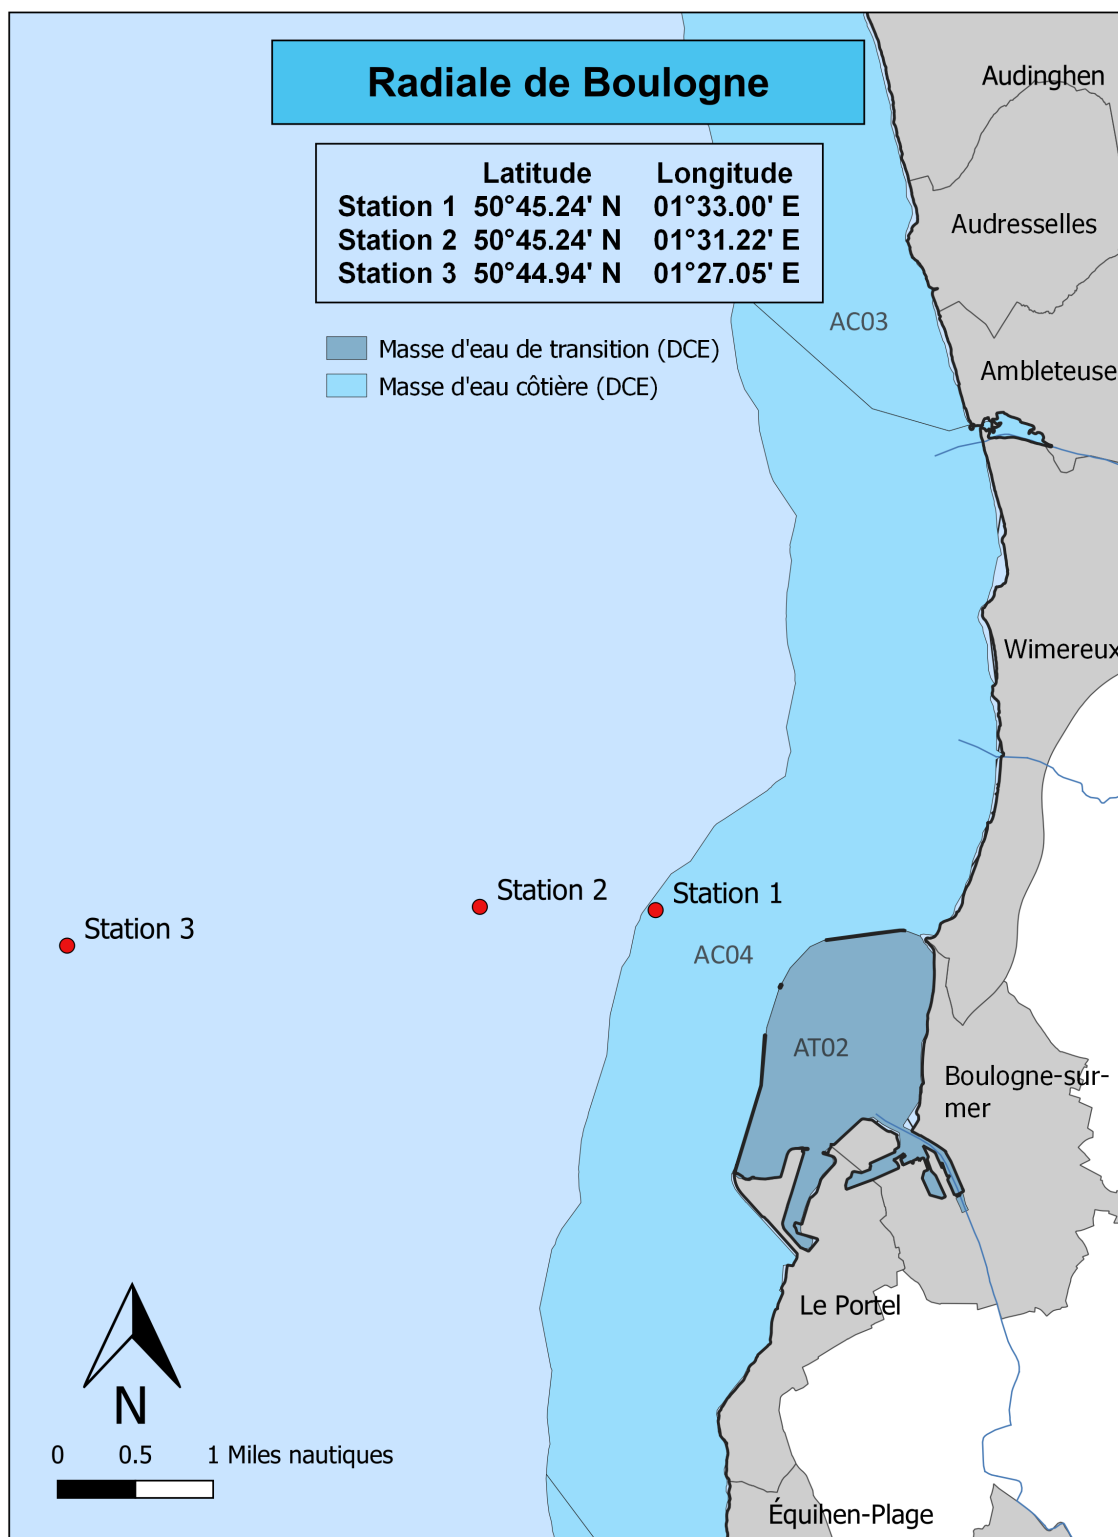 Radiale de Boulogne
Latitude Longitude
Station 1 50°45.24' N 01°33.00' E
Station 2 50°45.24' N 01°31.22' E
Station 3 50°44.94' N 01°27.05' E
Masse d'eau de transition (DCE)
Masse d'eau côtière (DCE)
Audinghen
Audresselles
AC03
Ambleteuse
Wimereux
Station 2
Station 1
Station 3
AC04
AT02
Boulogne-sur-
mer
Le Portel
N
0 0.5 1 Miles nautiques
Équihen-Plage